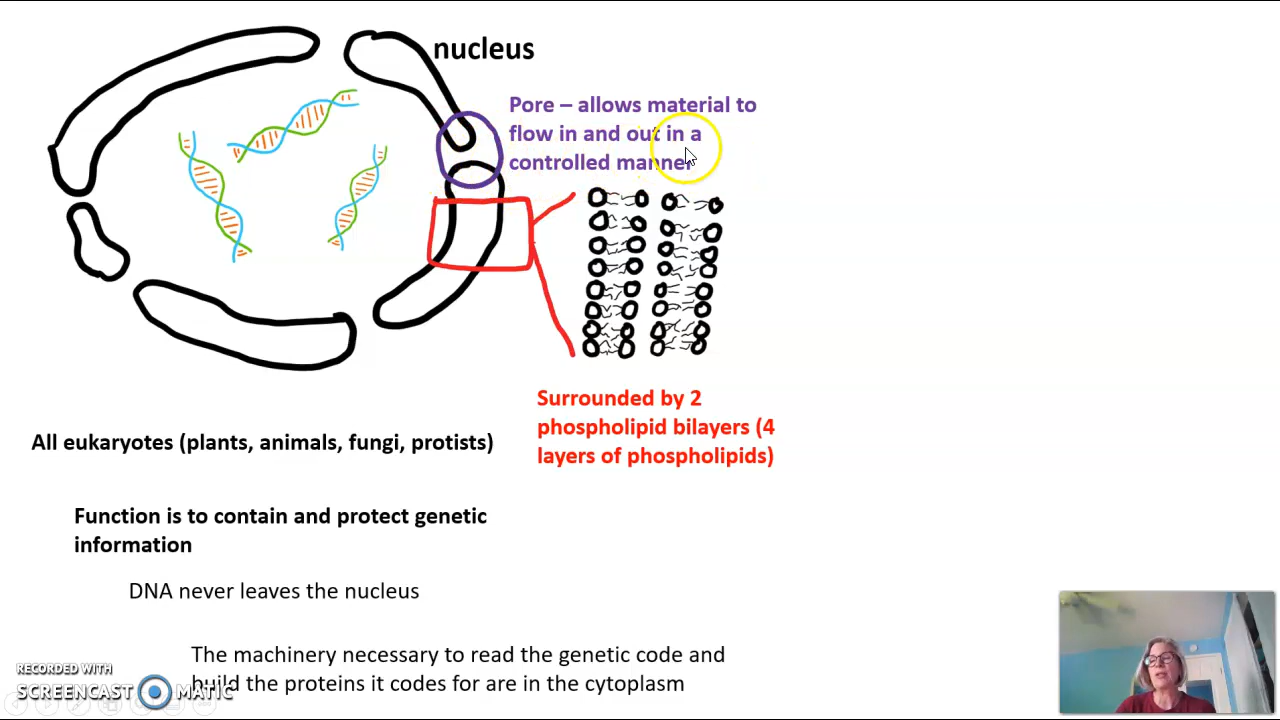 nucleus
Pore – allows material to
flow in and out in a
controlled manner
Surrounded by 2
phospholipid bilayers (4
layers of phospholipids)
All eukaryotes (plants, animals, fungi, protists)
Function is to contain and protect genetic
information
DNA never leaves the nucleus
The machinery necessary to read the genetic code and
build the proteins it codes for are in the cytoplasm
RECORDED WITH
SCREENCAST MATIC